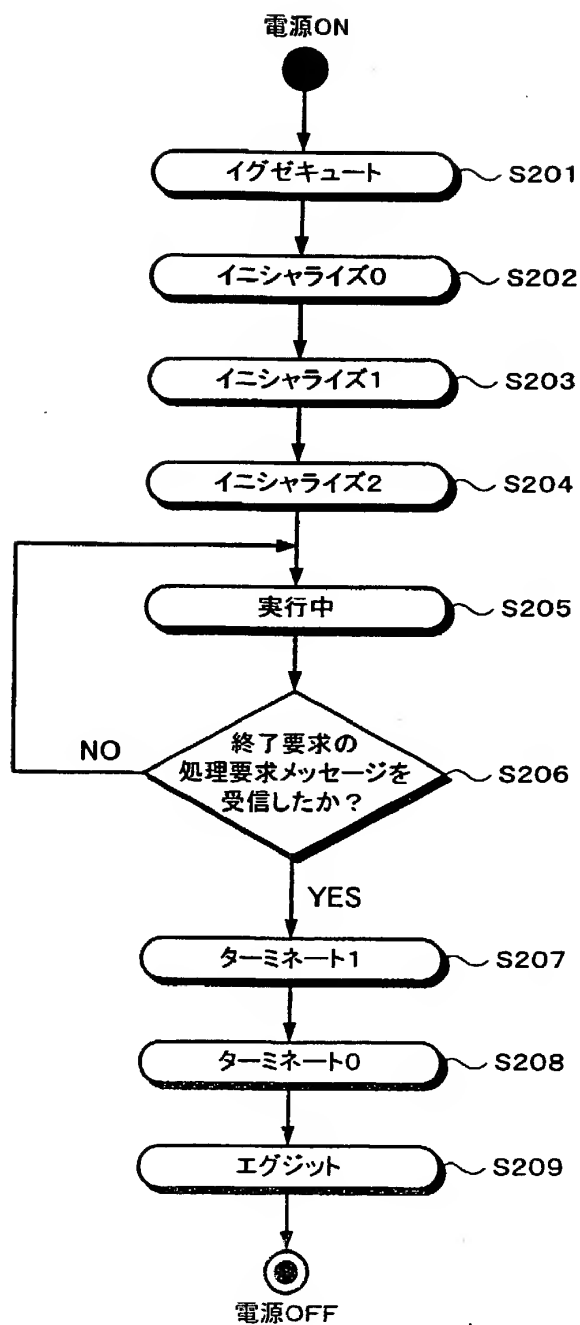 電源ON
イグゼキュート S201
イニシャライズ0 S202
イニシャライズ1 S203
イニシャライズ2 S204
実行中 S205
終了要求の
処理要求メッセージを
受信したか？
S206
NO
YES
ターミネート1 S207
ターミネート0 S208
エグジット S209
電源OFF